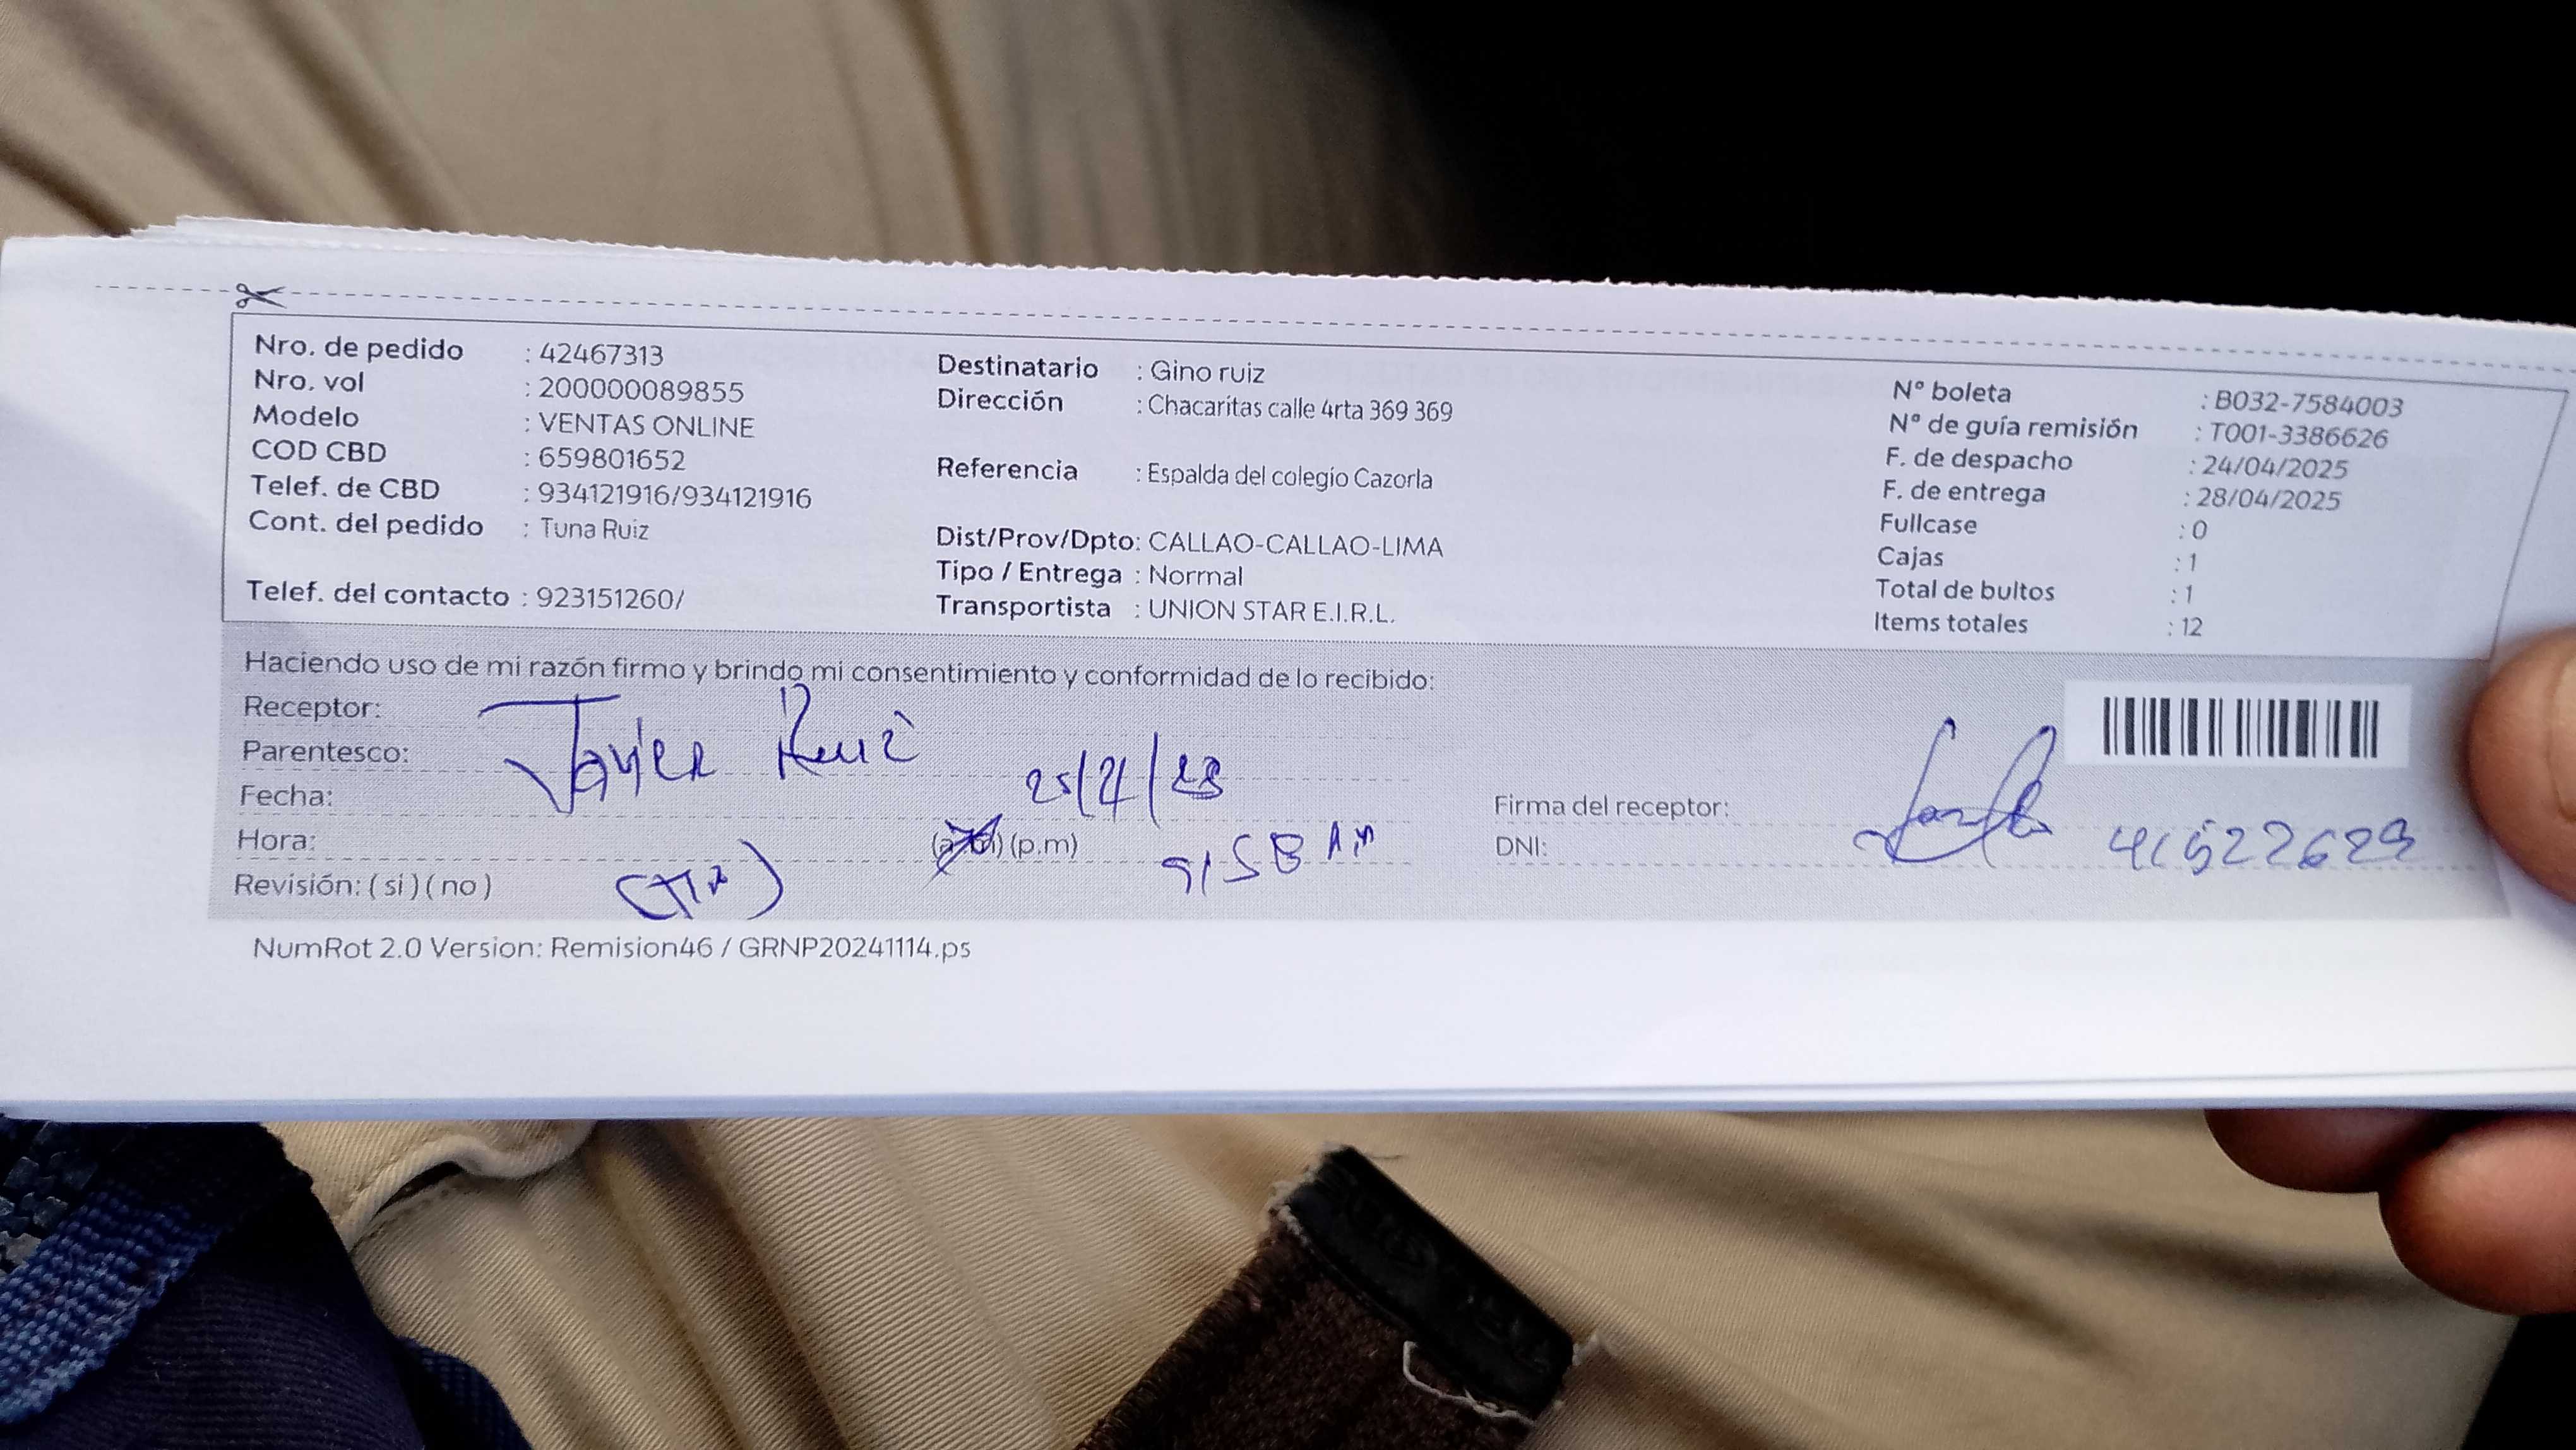 Nro. de pedido : 42467313
Nro. vol : 200000089855
Modelo : VENTAS ONLINE
COD CBD : 659801652
Telef. de CBD : 934121916/934121916
Cont. del pedido : Tuna Ruiz
Telef. del contacto : 923151260/
Destinatario : Gino ruiz
Dirección : Chacaritas calle 4rta 369 369
Referencia : Espalda del colegio Cazorla
Dist/Prov/Dpto: CALLAO-CALLAO-LIMA
Tipo / Entrega : Normal
Transportista : UNION STAR E.I.R.L.
N° boleta : B032-7584003
N° de guía remisión : T001-3386626
F. de despacho : 24/04/2025
F. de entrega : 28/04/2025
Fullcase : 0
Cajas : 1
Total de bultos : 1
Items totales : 12
Haciendo uso de mi razón firmo y brindo mi consentimiento y conformidad de lo recibido:
Receptor: Javier Ruiz
Parentesco:
Fecha:
Hora: (p.m)
Revisión: ( si ) ( no )
Firma del receptor:
DNI:
NumRot 2.0 Version: Remision46 / GRNP20241114.ps